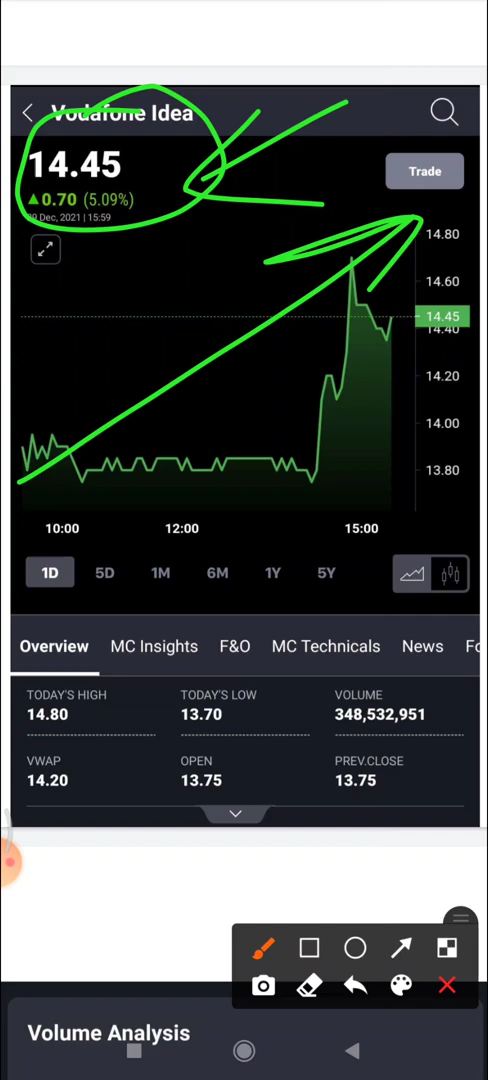 Vodafone Idea
14.45
▲0.70 (5.09%)
Dec, 2021 | 15:59
Trade
14.80
14.60
14.45
14.40
14.20
14.00
13.80
10:00 12:00 15:00
1D 5D 1M 6M 1Y 5Y
Overview MC Insights F&O MC Technicals News Fo
TODAY'S HIGH TODAY'S LOW VOLUME
14.80 13.70 348,532,951
VWAP OPEN PREV.CLOSE
14.20 13.75 13.75
Volume Analysis